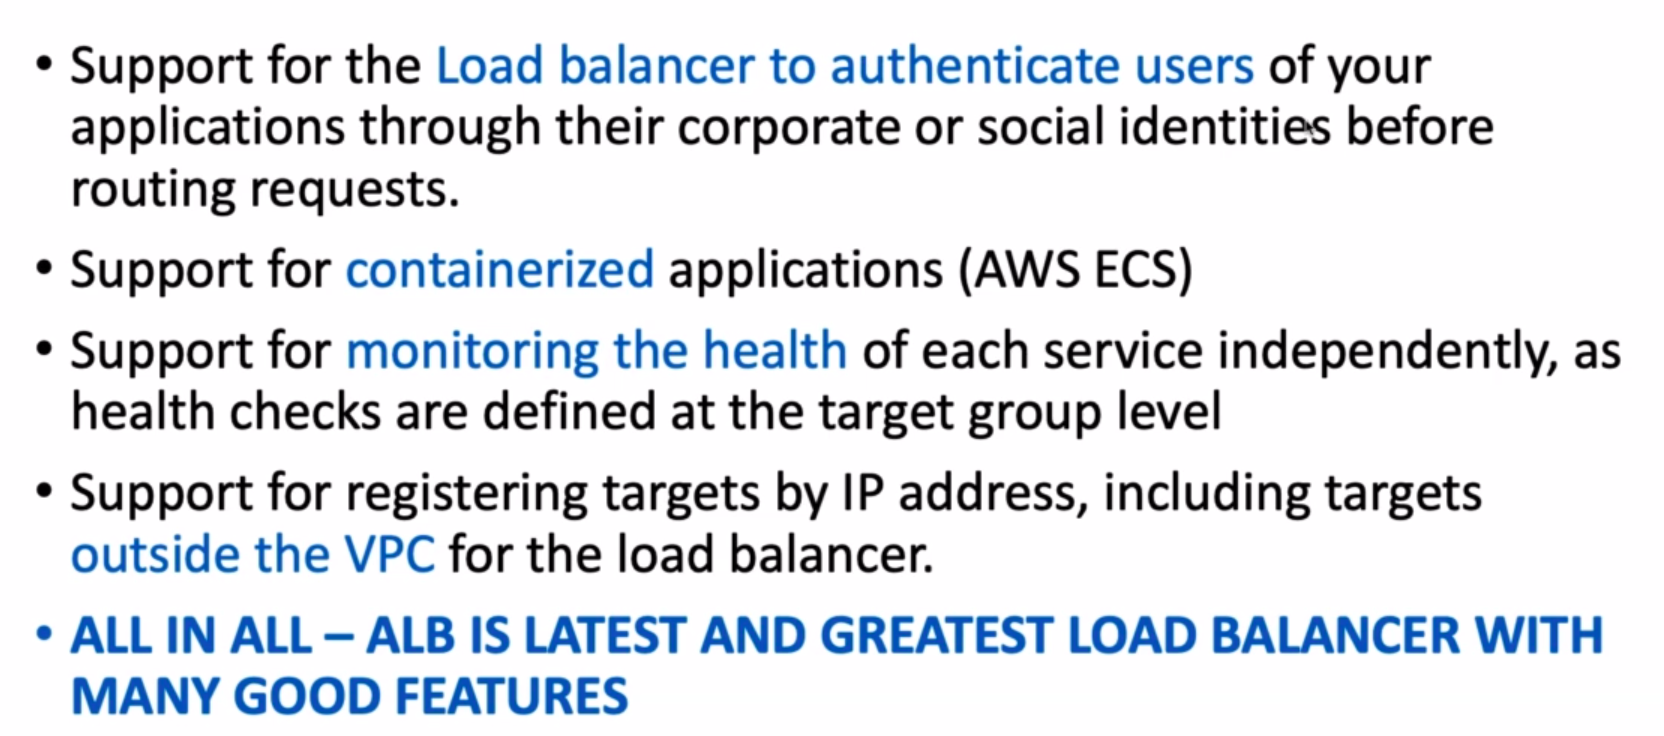 • Support for the Load balancer to authenticate users of your
applications through their corporate or social identities before
routing requests.
• Support for containerized applications (AWS ECS)
• Support for monitoring the health of each service independently, as
health checks are defined at the target group level
• Support for registering targets by IP address, including targets
outside the VPC for the load balancer.
• ALL IN ALL – ALB IS LATEST AND GREATEST LOAD BALANCER WITH
MANY GOOD FEATURES